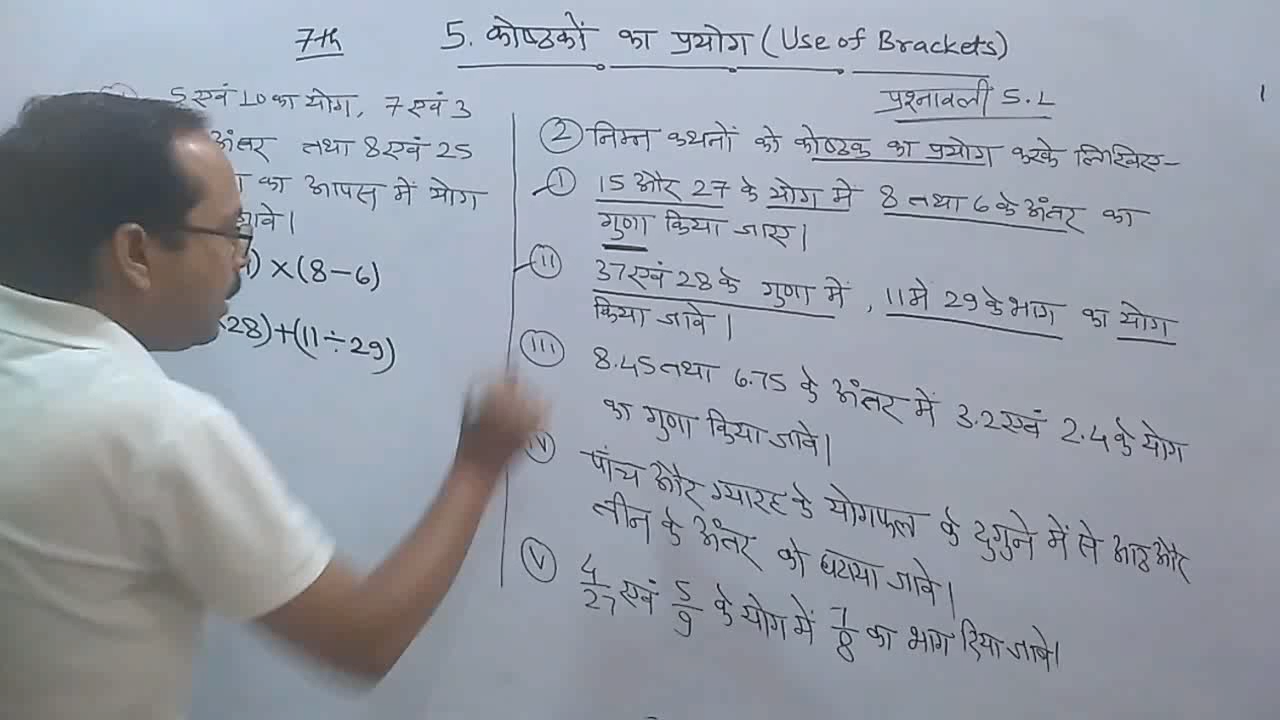 7th
5. कोष्ठकों का प्रयोग (Use of Brackets)
प्रश्नावली 5.1
5 एवं 10 का योग, 7 एवं 3
अंतर तथा 8 एवं 25
का आपस में योग
जावे।
× (8 – 6)
28) + (11 ÷ 29)
② निम्न कथनों को कोष्ठक का प्रयोग करके लिखिए–
(i) 15 और 27 के योग में 8 तथा 6 के अंतर का
गुणा किया जाए।
(ii) 37 एवं 28 के गुणा में, 11 में 29 के भाग का योग
किया जावे।
(iii) 8.45 तथा 6.75 के अंतर में 3.2 एवं 2.4 के योग
का गुणा किया जावे।
(iv) पांच और ग्यारह के योगफल के दुगुने में से आठ और
तीन के अंतर को घटाया जावे।
(v) 4/27 एवं 5/9 के योग में 7/8 का भाग दिया जावे।